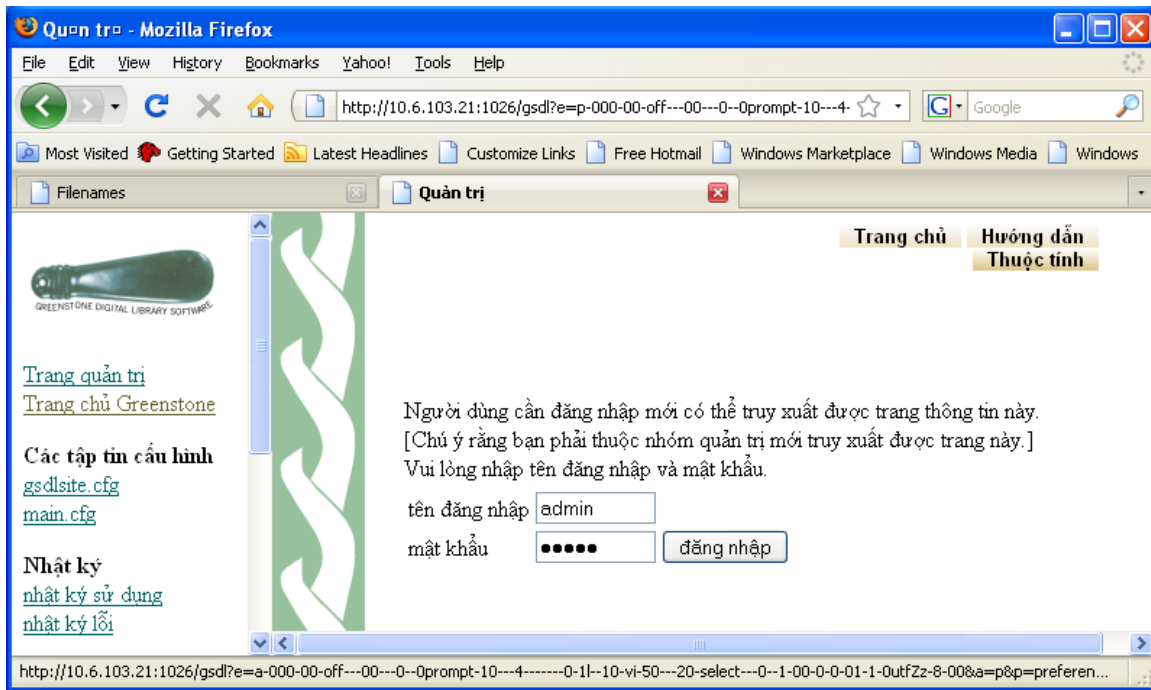 Qu¤n tr¤ - Mozilla Firefox
File Edit View History Bookmarks Yahoo! Tools Help
http://10.6.103.21:1026/gsdl?e=p-000-00-off---00---0--0prompt-10---4-
G Google
Most Visited Getting Started Latest Headlines Customize Links Free Hotmail Windows Marketplace Windows Media Windows
Filenames
Quản trị
GREENSTONE DIGITAL LIBRARY SOFTWARE
Trang quản trị
Trang chủ Greenstone
Các tập tin cấu hình
gsdlsite.cfg
main.cfg
Nhật ký
nhật ký sử dụng
nhật ký lỗi
Trang chủ Hướng dẫn
Thuộc tính
Người dùng cần đăng nhập mới có thể truy xuất được trang thông tin này.
[Chú ý rằng bạn phải thuộc nhóm quản trị mới truy xuất được trang này.]
Vui lòng nhập tên đăng nhập và mật khẩu.
tên đăng nhập admin
mật khẩu ●●●●● đăng nhập
http://10.6.103.21:1026/gsdl?e=a-000-00-off---00---0--0prompt-10---4-------0-1l--10-vi-50---20-select---0--1-00-0-0-01-1-0utfZz-8-00&a=p&p=preferen...